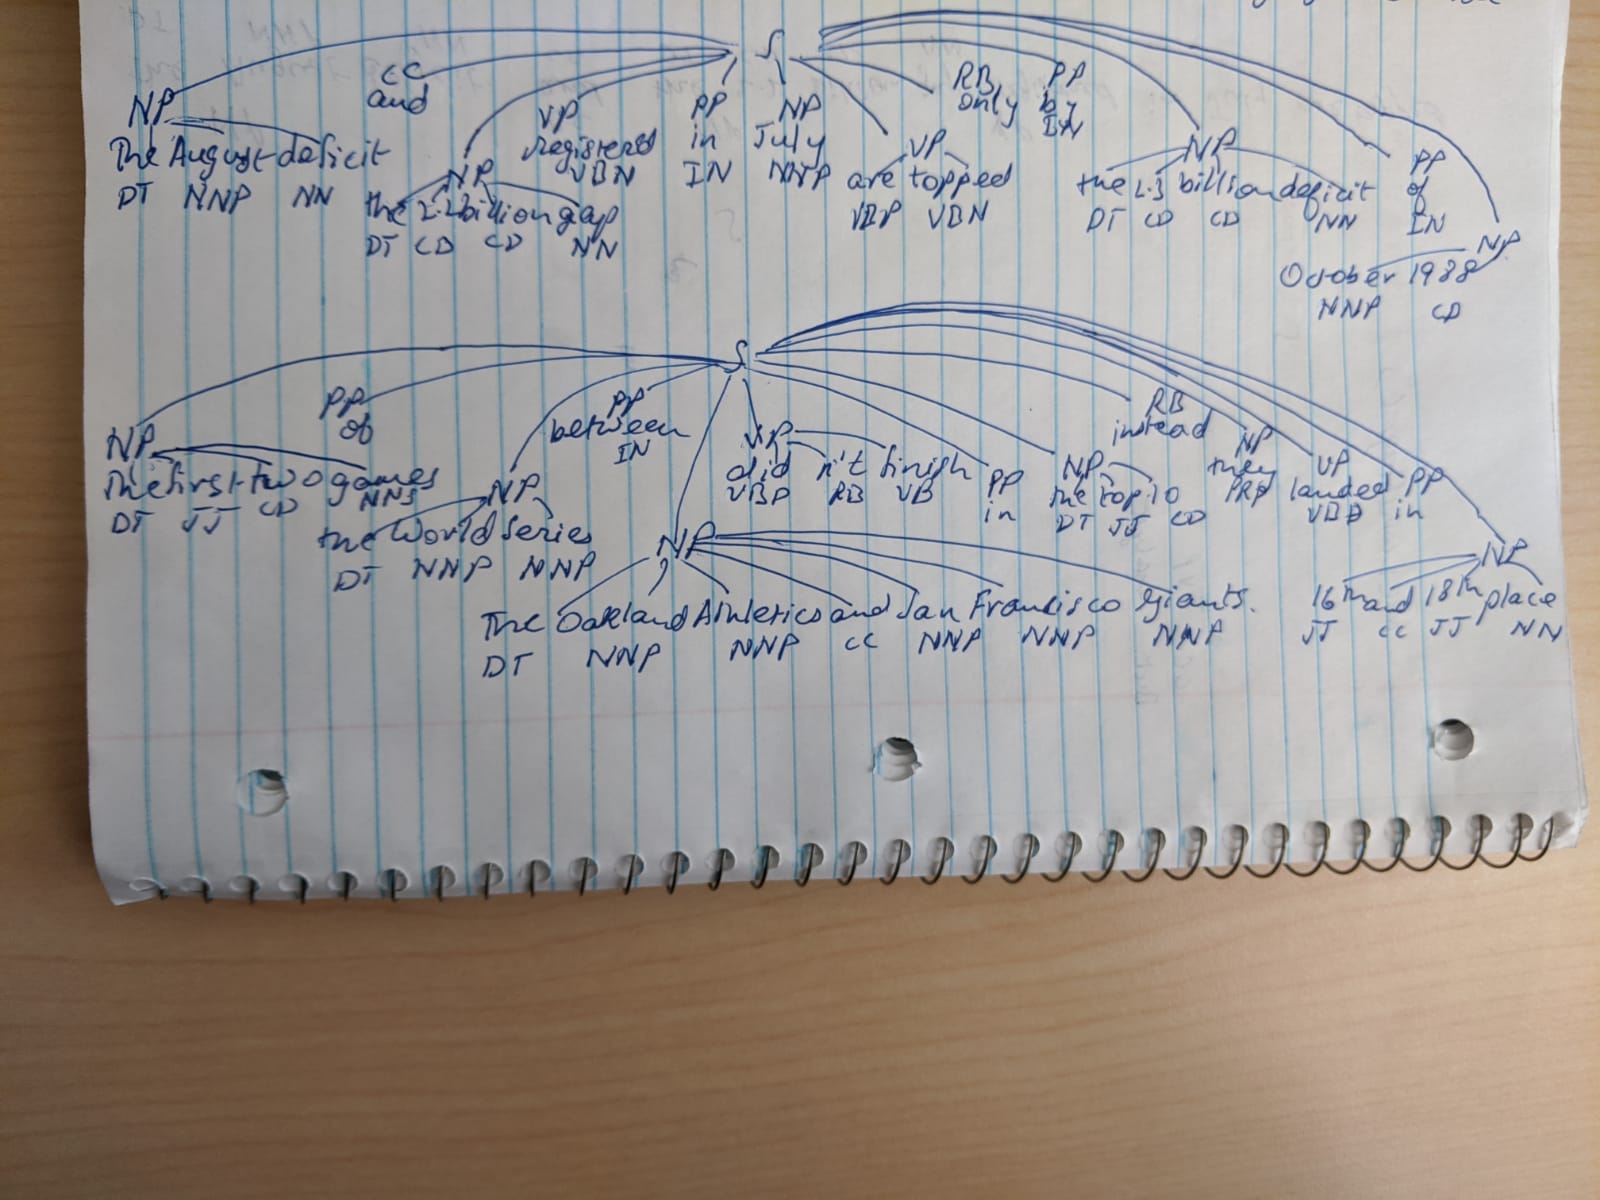 S
CC
and
RB
only
PP
by
IN
NP
The August deficit
DT NNP NN
VP
registered
VBN
PP
in
IN
NP
July
NNP
VP
are topped
VBP VBN
NP
the 2.3 billion deficit
DT CD CD NN
PP
of
IN
NP
the 2.2 billion gap
DT CD CD NN
NP
October 1988
NNP CD
S
NP
The first two games
DT JJ CD NNS
PP
of
PP
between
IN
VP
did n't finish
VBP RB VB
PP
in
NP
the top 10
DT JJ CD
RB
instead
NP
they
PRP
VP
landed
VBD
PP
in
NP
the World Series
DT NNP NNP
NP
The Oakland Athletics and San Francisco Giants.
DT NNP NNP CC NNP NNP NNP
NP
16th and 18th place
JJ CC JJ NN